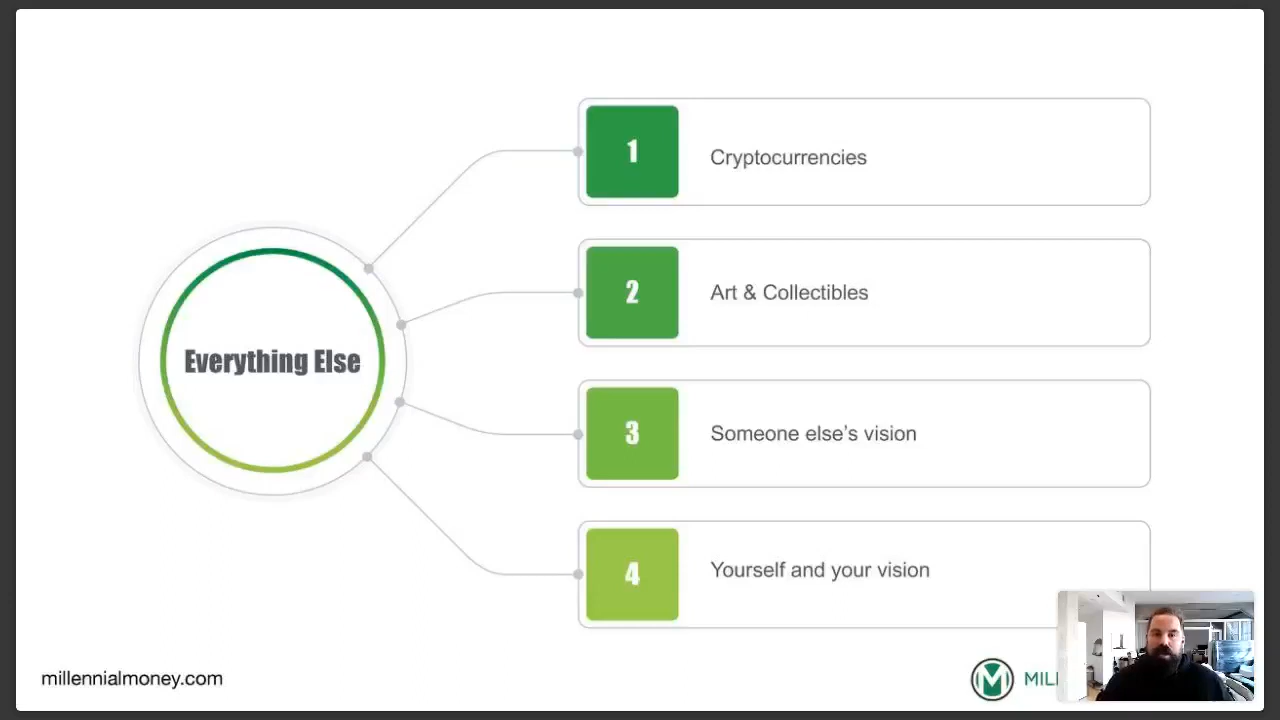 Everything Else
1
Cryptocurrencies
2
Art & Collectibles
3
Someone else’s vision
4
Yourself and your vision
millennialmoney.com